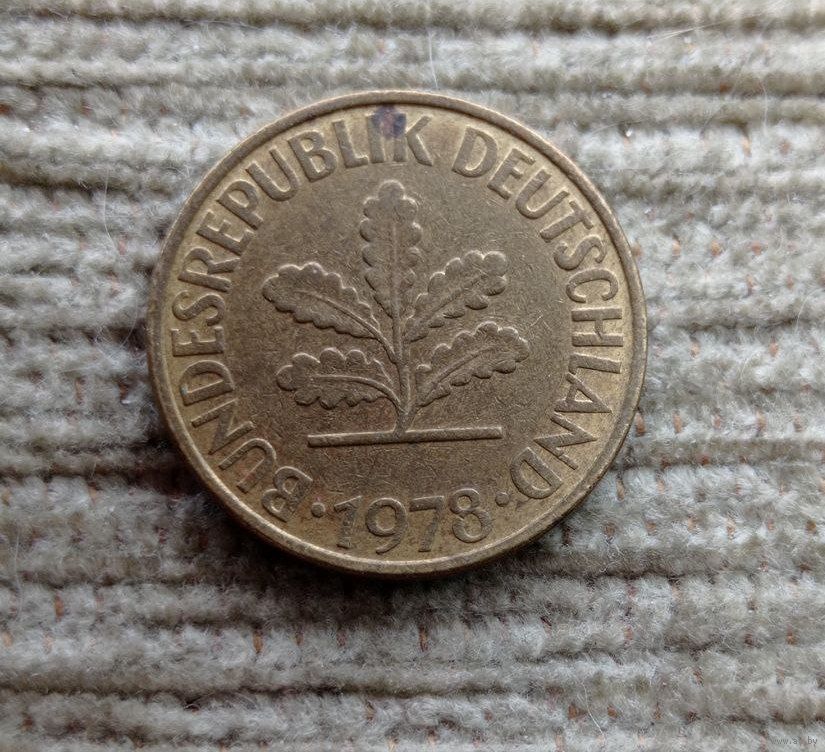 BUNDESREPUBLIK DEUTSCHLAND
· 1978 ·